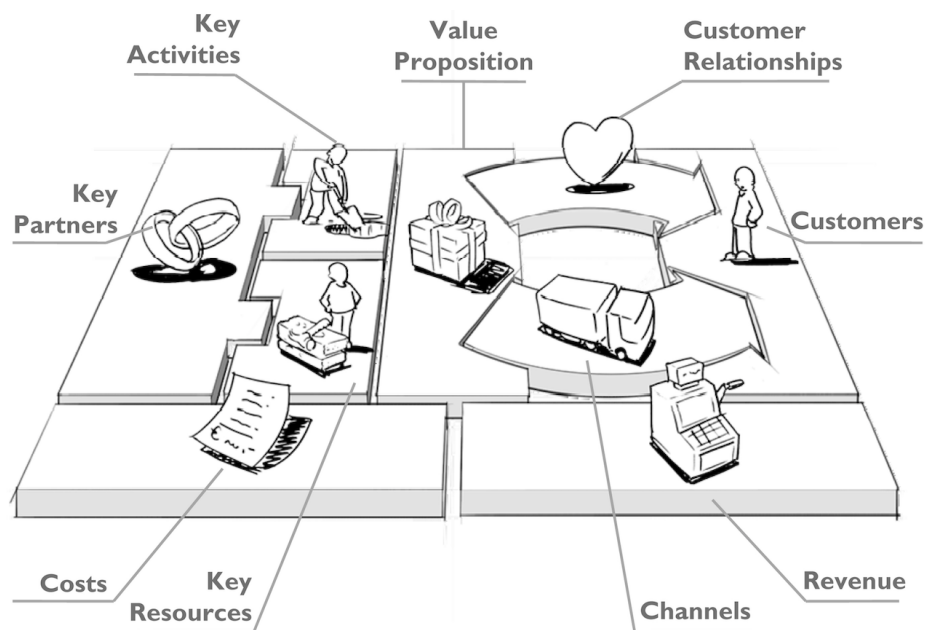 Key
Activities
Value
Proposition
Customer
Relationships
Key
Partners
Customers
Costs
Key
Resources
Channels
Revenue